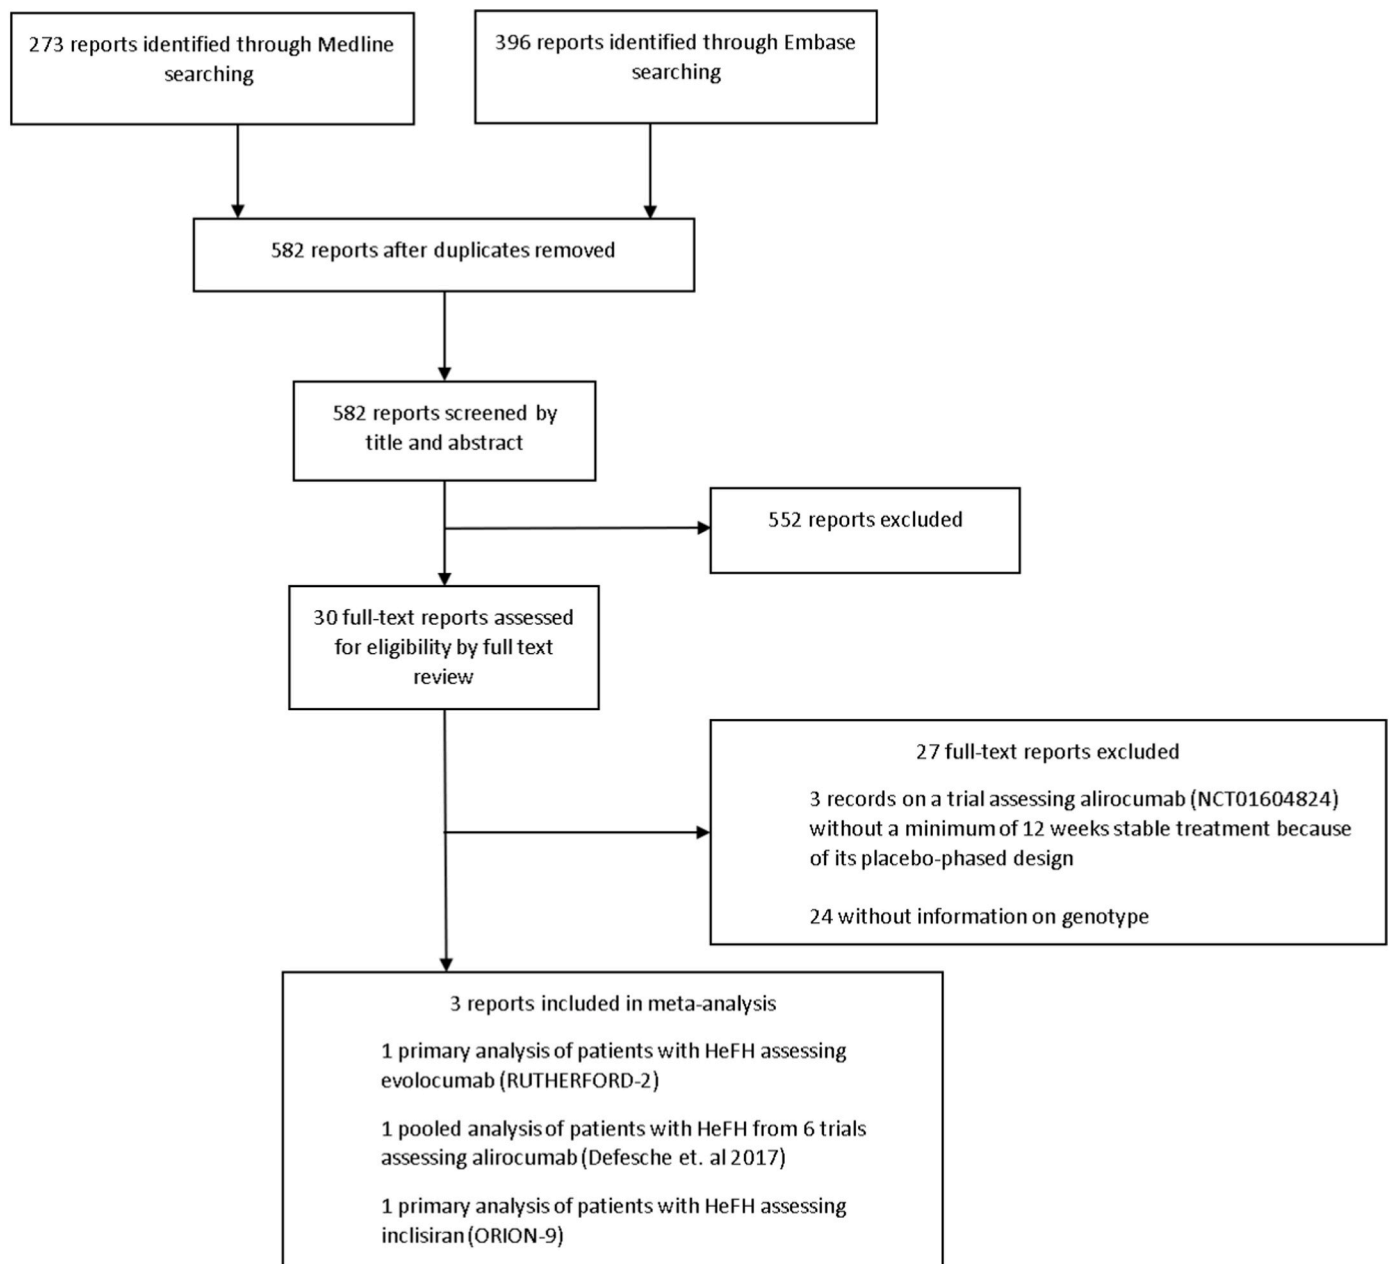 273 reports identified through Medline
searching
396 reports identified through Embase
searching
582 reports after duplicates removed
582 reports screened by
title and abstract
552 reports excluded
30 full-text reports assessed
for eligibility by full text
review
27 full-text reports excluded
3 records on a trial assessing alirocumab (NCT01604824)
without a minimum of 12 weeks stable treatment because
of its placebo-phased design
24 without information on genotype
3 reports included in meta-analysis
1 primary analysis of patients with HeFH assessing
evolocumab (RUTHERFORD-2)
1 pooled analysis of patients with HeFH from 6 trials
assessing alirocumab (Defesche et. al 2017)
1 primary analysis of patients with HeFH assessing
inclisiran (ORION-9)